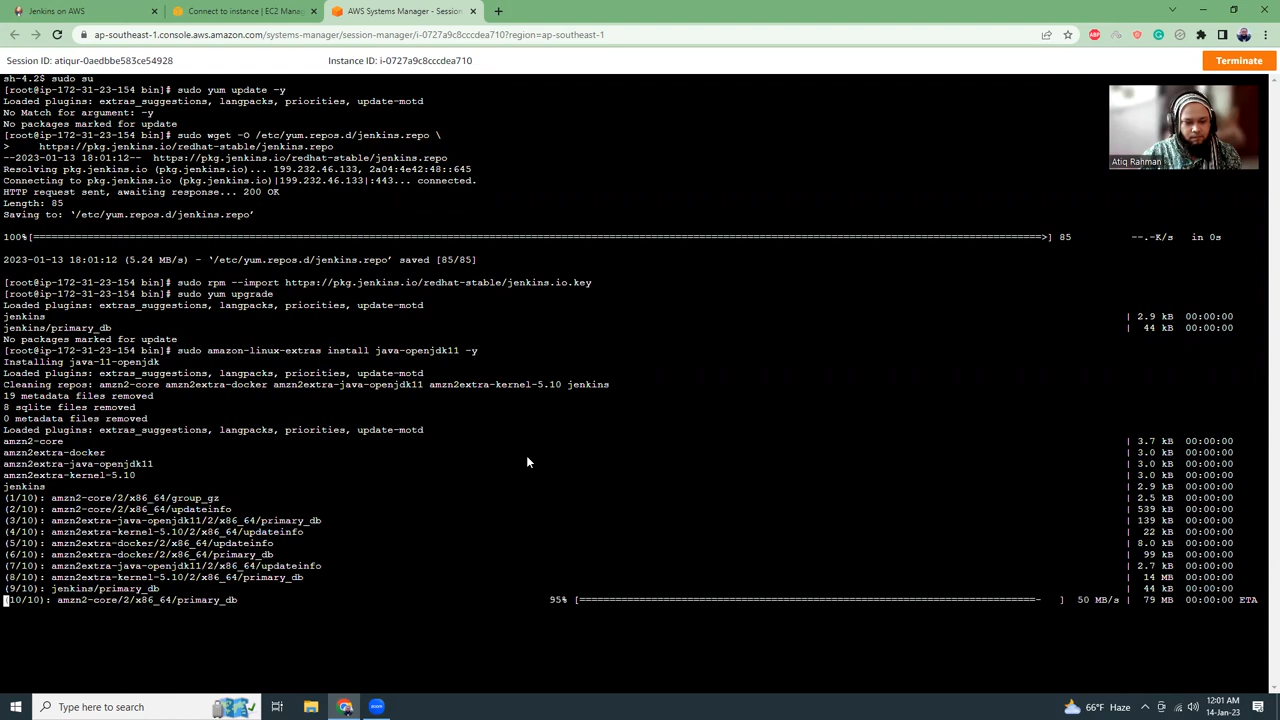 Jenkins on AWS
Connect to instance | EC2 Manag
AWS Systems Manager - Session
ap-southeast-1.console.aws.amazon.com/systems-manager/session-manager/i-0727a9c8cccdea710?region=ap-southeast-1
Session ID: atiqur-0aedbbe583ce54928
Instance ID: i-0727a9c8cccdea710
Terminate
sh-4.2$ sudo su
[root@ip-172-31-23-154 bin]# sudo yum update –y
Loaded plugins: extras_suggestions, langpacks, priorities, update-motd
No Match for argument: –y
No packages marked for update
[root@ip-172-31-23-154 bin]# sudo wget -O /etc/yum.repos.d/jenkins.repo \
>     https://pkg.jenkins.io/redhat-stable/jenkins.repo
--2023-01-13 18:01:12--  https://pkg.jenkins.io/redhat-stable/jenkins.repo
Resolving pkg.jenkins.io (pkg.jenkins.io)... 199.232.46.133, 2a04:4e42:48::645
Connecting to pkg.jenkins.io (pkg.jenkins.io)|199.232.46.133|:443... connected.
HTTP request sent, awaiting response... 200 OK
Length: 85
Saving to: ‘/etc/yum.repos.d/jenkins.repo’
100%[=====================================>] 85 --.-K/s in 0s
2023-01-13 18:01:12 (5.24 MB/s) - ‘/etc/yum.repos.d/jenkins.repo’ saved [85/85]
[root@ip-172-31-23-154 bin]# sudo rpm --import https://pkg.jenkins.io/redhat-stable/jenkins.io.key
[root@ip-172-31-23-154 bin]# sudo yum upgrade
Loaded plugins: extras_suggestions, langpacks, priorities, update-motd
jenkins | 2.9 kB 00:00:00
jenkins/primary_db | 44 kB 00:00:00
No packages marked for update
[root@ip-172-31-23-154 bin]# sudo amazon-linux-extras install java-openjdk11 -y
Installing java-11-openjdk
Loaded plugins: extras_suggestions, langpacks, priorities, update-motd
Cleaning repos: amzn2-core amzn2extra-docker amzn2extra-java-openjdk11 amzn2extra-kernel-5.10 jenkins
19 metadata files removed
8 sqlite files removed
0 metadata files removed
Loaded plugins: extras_suggestions, langpacks, priorities, update-motd
amzn2-core | 3.7 kB 00:00:00
amzn2extra-docker | 3.0 kB 00:00:00
amzn2extra-java-openjdk11 | 3.0 kB 00:00:00
amzn2extra-kernel-5.10 | 3.0 kB 00:00:00
jenkins | 2.9 kB 00:00:00
(1/10): amzn2-core/2/x86_64/group_gz | 2.5 kB 00:00:00
(2/10): amzn2-core/2/x86_64/updateinfo | 539 kB 00:00:00
(3/10): amzn2extra-java-openjdk11/2/x86_64/primary_db | 139 kB 00:00:00
(4/10): amzn2extra-kernel-5.10/2/x86_64/updateinfo | 22 kB 00:00:00
(5/10): amzn2extra-docker/2/x86_64/updateinfo | 8.0 kB 00:00:00
(6/10): amzn2extra-docker/2/x86_64/primary_db | 99 kB 00:00:00
(7/10): amzn2extra-java-openjdk11/2/x86_64/updateinfo | 2.7 kB 00:00:00
(8/10): amzn2extra-kernel-5.10/2/x86_64/primary_db | 14 MB 00:00:00
(9/10): jenkins/primary_db | 44 kB 00:00:00
(10/10): amzn2-core/2/x86_64/primary_db 95% [=====================================- ] 50 MB/s | 79 MB 00:00:00 ETA
Atiq Rahman
Type here to search
66°F Haze
12:01 AM
14-Jan-23